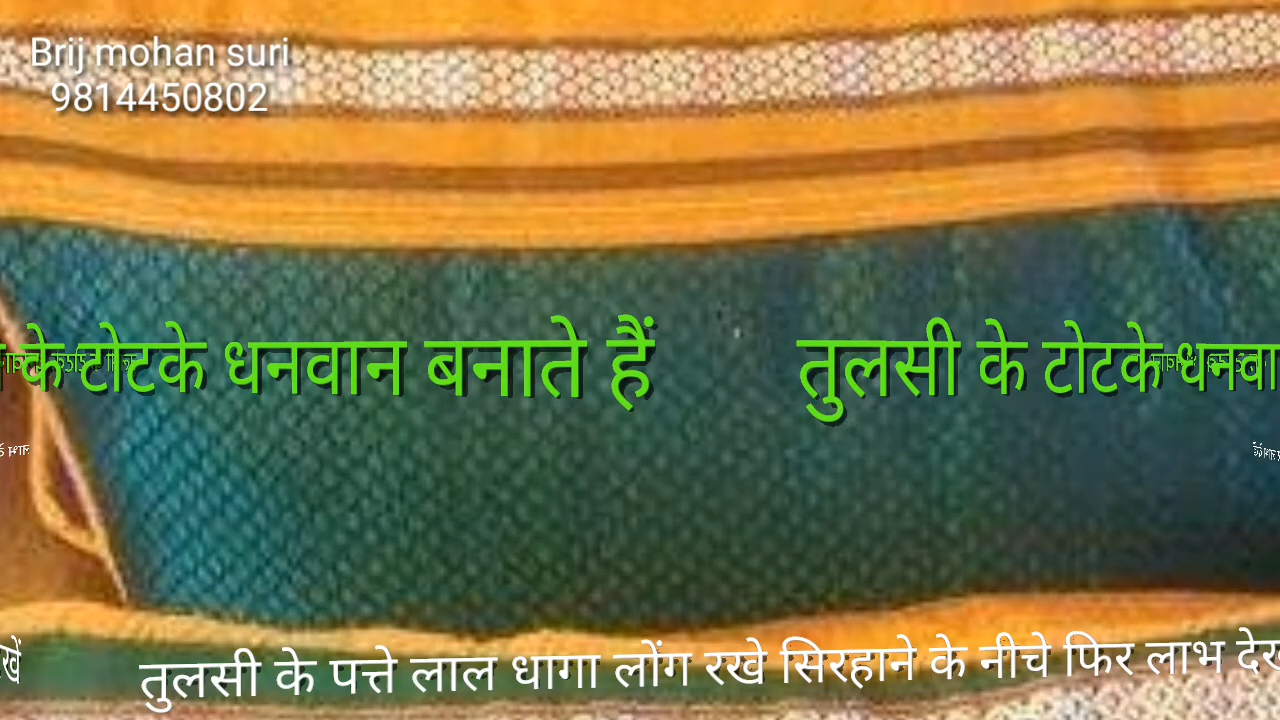 Brij mohan suri
9814450802
के टोटके धनवान बनाते हैं तुलसी के टोटके
तुलसी के पत्ते लाल धागा लोंग रखे सिरहाने के नीचे फिर लाभ